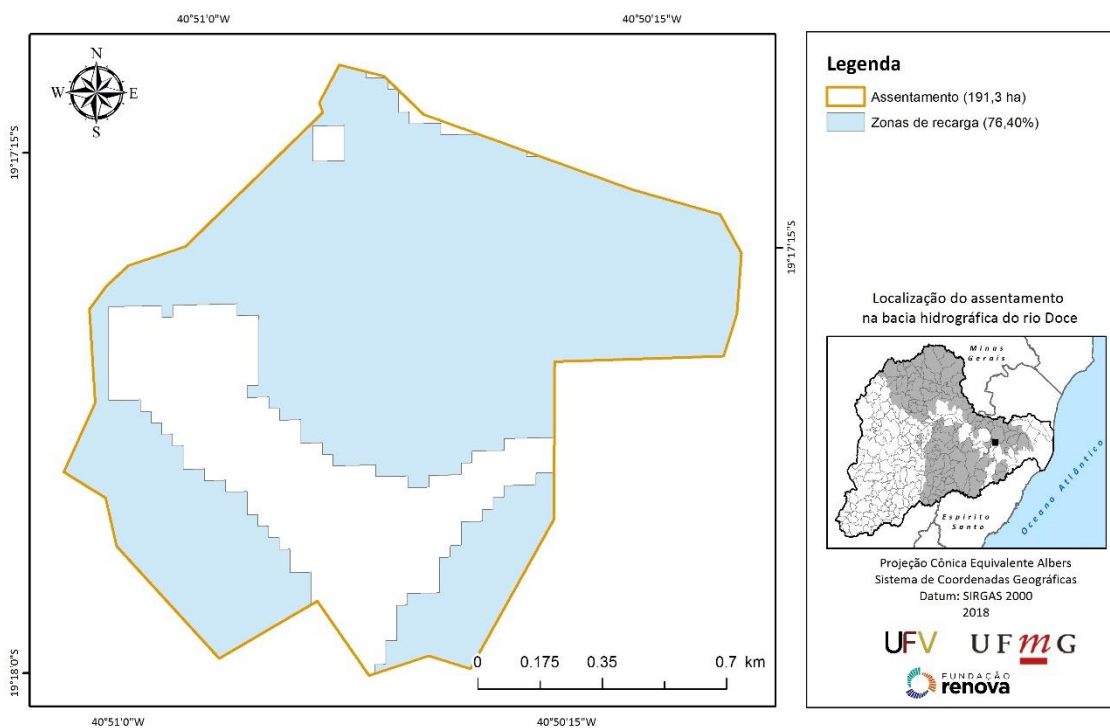 40°51'0"W
40°50'15"W
N
W
E
S
19°17'15"S
19°17'15"S
19°18'0"S
0
0.175
0.35
0.7 km
40°51'0"W
40°50'15"W
Legenda
Assentamento (191,3 ha)
Zonas de recarga (76,40%)
Localização do assentamento
na bacia hidrográfica do rio Doce
Minas
Gerais
Espírito
Santo
Oceano Atlântico
Projeção Cônica Equivalente Albers
Sistema de Coordenadas Geográficas
Datum: SIRGAS 2000
2018
UFV
UFmG
FUNDAÇÃO
renova